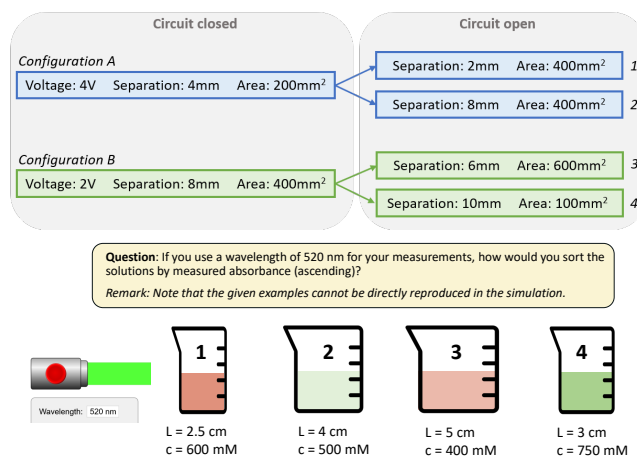 Circuit closed
Circuit open
Configuration A
Voltage: 4V Separation: 4mm Area: 200mm²
Separation: 2mm Area: 400mm² 1
Separation: 8mm Area: 400mm² 2
Configuration B
Voltage: 2V Separation: 8mm Area: 400mm²
Separation: 6mm Area: 600mm² 3
Separation: 10mm Area: 100mm² 4
Question: If you use a wavelength of 520 nm for your measurements, how would you sort the
solutions by measured absorbance (ascending)?
Remark: Note that the given examples cannot be directly reproduced in the simulation.
1
2
3
4
Wavelength: 520 nm
L = 2.5 cm
c = 600 mM
L = 4 cm
c = 500 mM
L = 5 cm
c = 400 mM
L = 3 cm
c = 750 mM